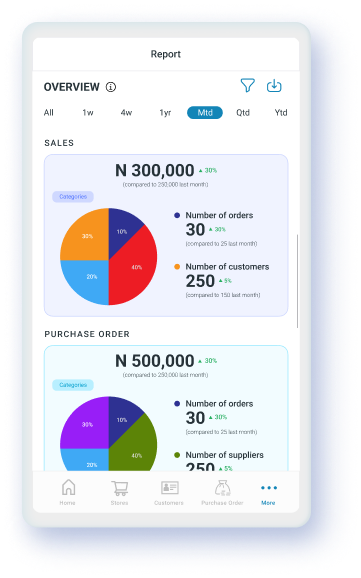 Report
OVERVIEW
All 1w 4w 1yr Mtd Qtd Ytd
SALES
N 300,000 ▲ 30%
(compared to 250,000 last month)
Categories
30% 10% 40% 20%
Number of orders
30 ▲ 30%
(compared to 25 last month)
Number of customers
250 ▲ 5%
(compared to 150 last month)
PURCHASE ORDER
N 500,000 ▲ 30%
(compared to 250,000 last month)
Categories
30% 10% 40% 20%
Number of orders
30 ▲ 30%
(compared to 25 last month)
Number of suppliers
250 ▲ 5%
Home Stores Customers Purchase Order More